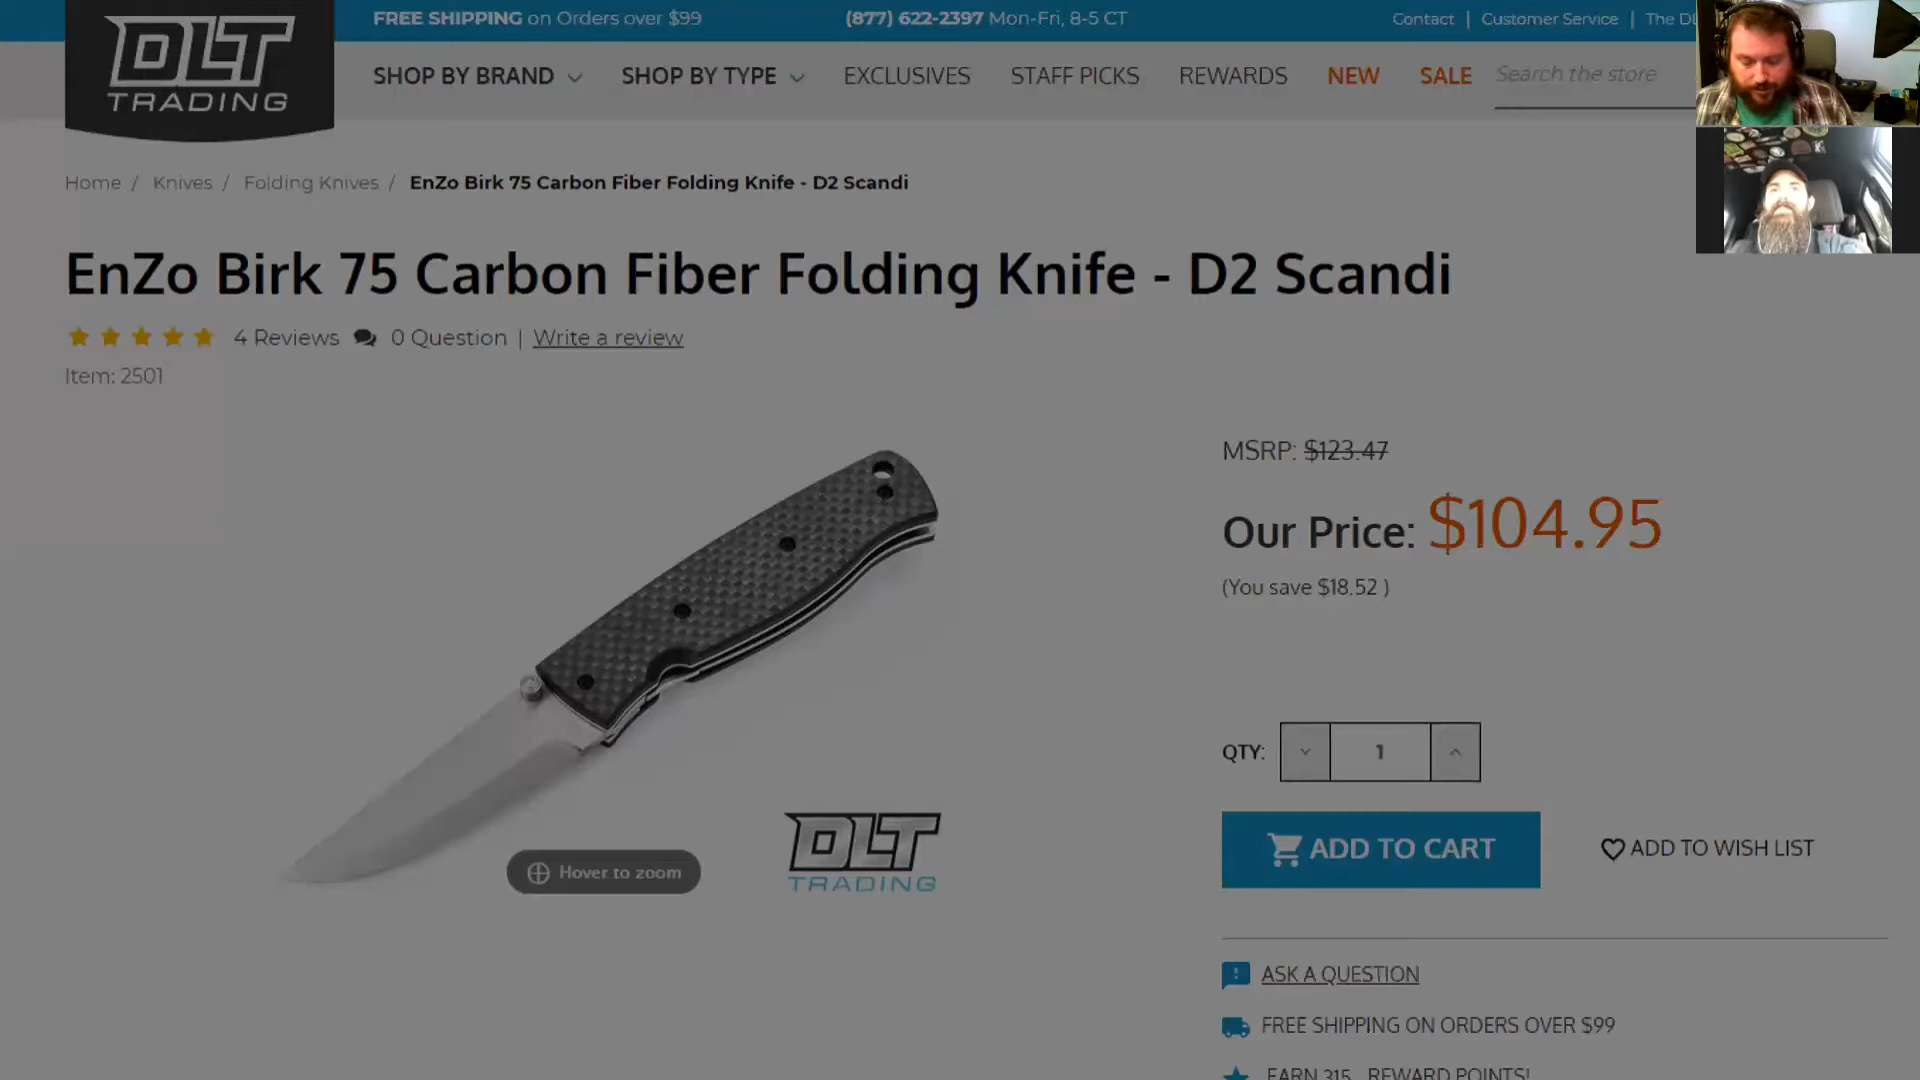 DLT
TRADING
FREE SHIPPING on Orders over $99
(877) 622-2397 Mon-Fri, 8-5 CT
Contact | Customer Service |
SHOP BY BRAND SHOP BY TYPE EXCLUSIVES STAFF PICKS REWARDS NEW SALE Search the store
Home / Knives / Folding Knives / EnZo Birk 75 Carbon Fiber Folding Knife - D2 Scandi
EnZo Birk 75 Carbon Fiber Folding Knife - D2 Scandi
4 Reviews 0 Question | Write a review
Item: 2501
MSRP: $123.47
Our Price: $104.95
(You save $18.52 )
QTY: 1
Hover to zoom
DLT
TRADING
ADD TO CART ADD TO WISH LIST
ASK A QUESTION
FREE SHIPPING ON ORDERS OVER $99
EARN 315 REWARD POINTS!